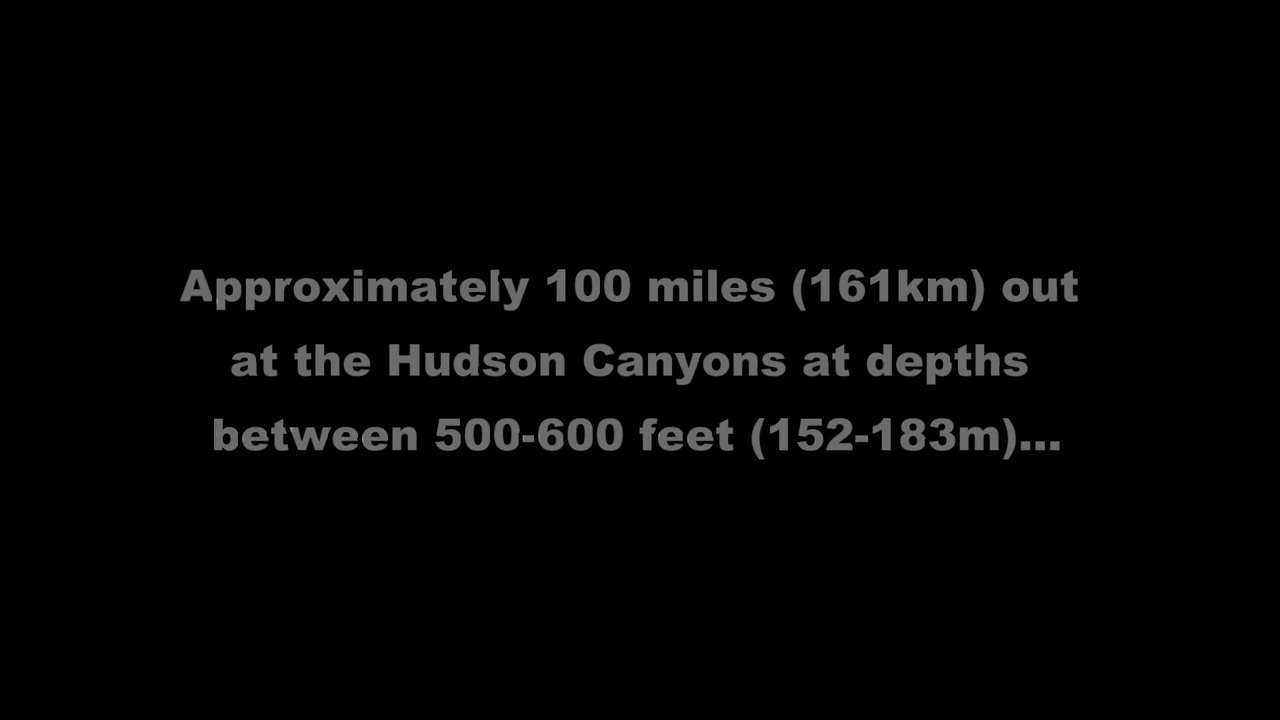 Approximately 100 miles (161km) out
at the Hudson Canyons at depths
between 500-600 feet (152-183m)...